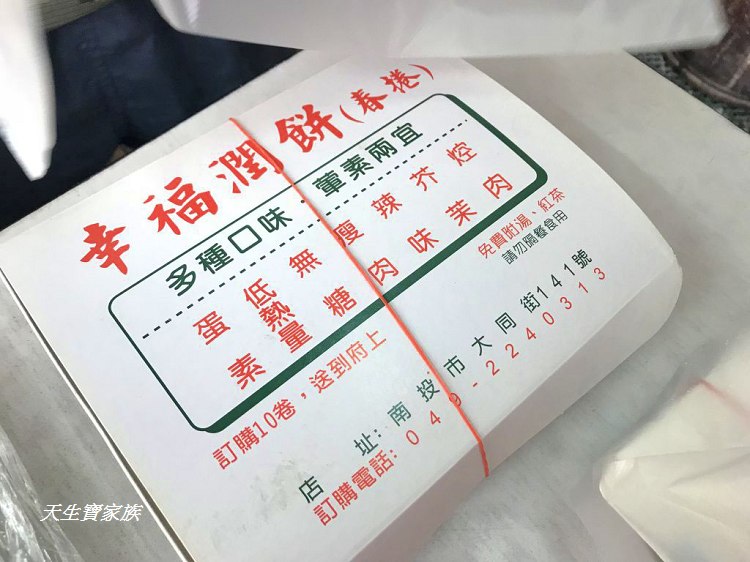 幸福潤餅(春捲)
多種口味．葷素兩宜
蛋素 低熱量 無糖 瘦肉 辣味 芥茉 焢肉
免費附湯、紅茶
請勿隔餐食用
訂購10卷，送到府上
店 址:南投市大同街141號
訂購電話:049-2240313
天生寶家族